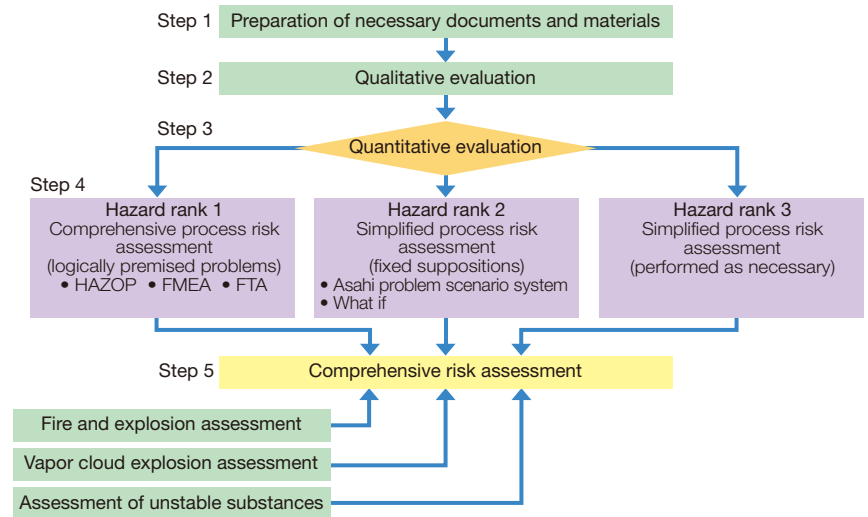 Step 1
Preparation of necessary documents and materials
Step 2
Qualitative evaluation
Step 3
Quantitative evaluation
Step 4
Hazard rank 1
Comprehensive process risk
assessment
(logically premised problems)
• HAZOP • FMEA • FTA
Hazard rank 2
Simplified process risk
assessment
(fixed suppositions)
• Asahi problem scenario system
• What if
Hazard rank 3
Simplified process risk
assessment
(performed as necessary)
Step 5
Comprehensive risk assessment
Fire and explosion assessment
Vapor cloud explosion assessment
Assessment of unstable substances